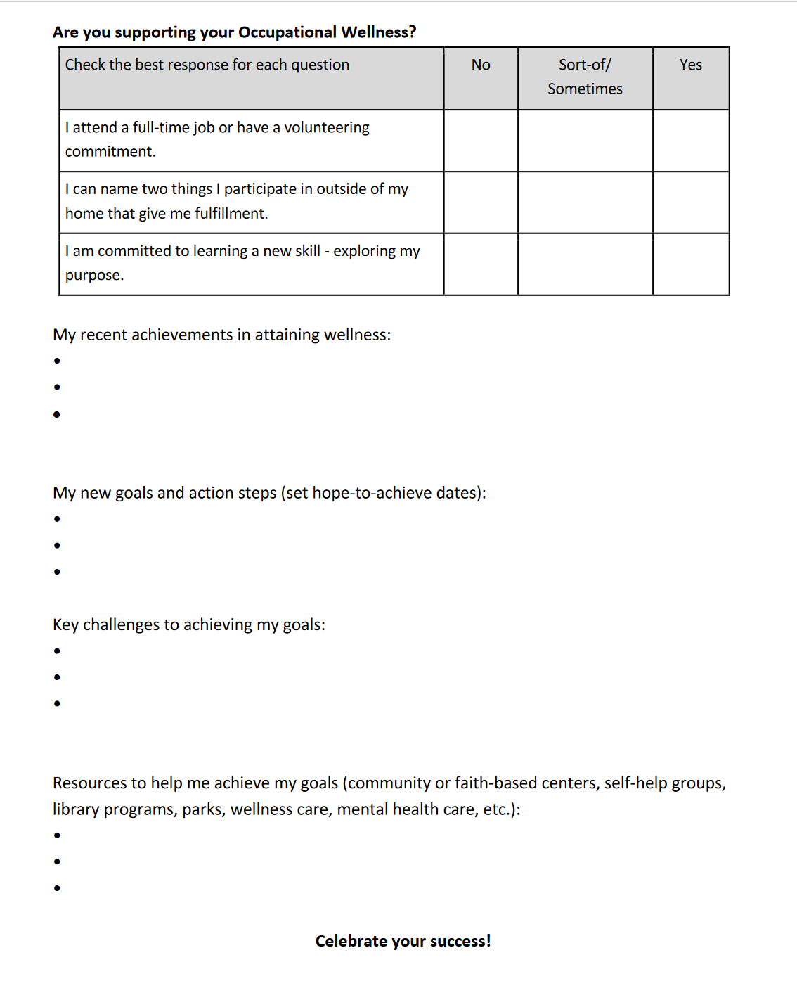 Are you supporting your Occupational Wellness?
Check the best response for each question
No
Sort-of/
Sometimes
Yes
I attend a full-time job or have a volunteering
commitment.
I can name two things I participate in outside of my
home that give me fulfillment.
I am committed to learning a new skill - exploring my
purpose.
My recent achievements in attaining wellness:
•
•
•
My new goals and action steps (set hope-to-achieve dates):
•
•
•
Key challenges to achieving my goals:
•
•
•
Resources to help me achieve my goals (community or faith-based centers, self-help groups,
library programs, parks, wellness care, mental health care, etc.):
•
•
•
Celebrate your success!